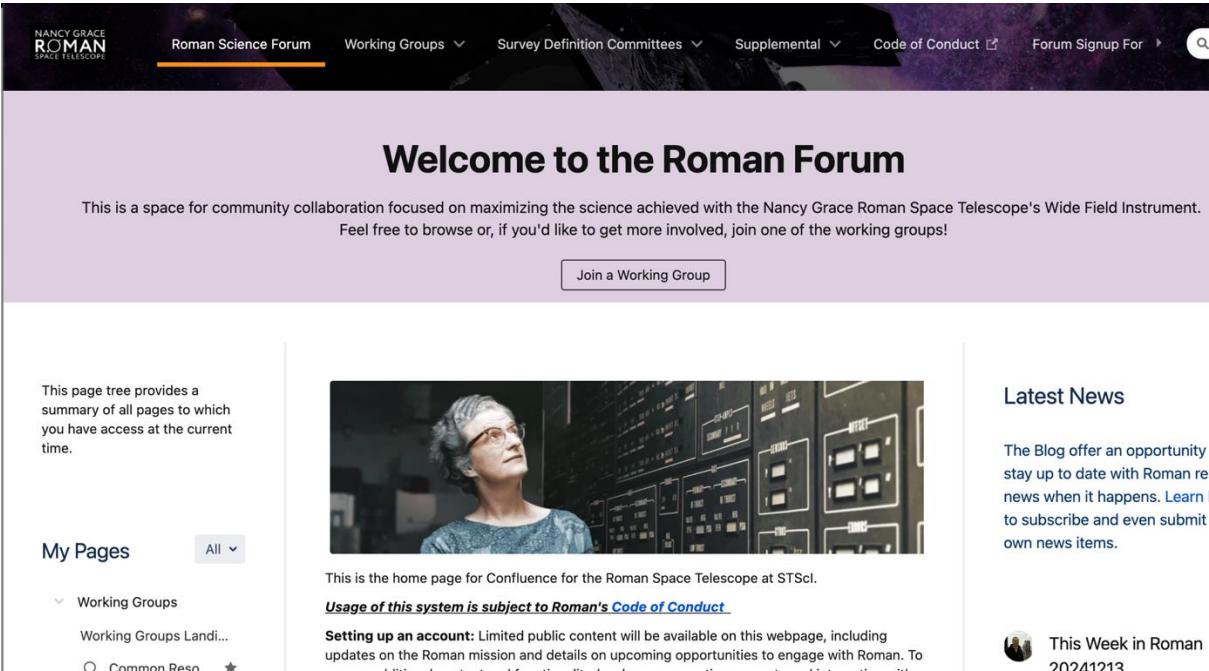 NANCY GRACE
ROMAN
SPACE TELESCOPE
Roman Science Forum
Working Groups
Survey Definition Committees
Supplemental
Code of Conduct
Forum Signup For
Welcome to the Roman Forum
This is a space for community collaboration focused on maximizing the science achieved with the Nancy Grace Roman Space Telescope's Wide Field Instrument.
Feel free to browse or, if you'd like to get more involved, join one of the working groups!
Join a Working Group
This page tree provides a
summary of all pages to which
you have access at the current
time.
My Pages
All
Working Groups
Working Groups Landi...
Common Reso...
OFFSET
ERRORS
This is the home page for Confluence for the Roman Space Telescope at STScI.
Usage of this system is subject to Roman's Code of Conduct
Setting up an account: Limited public content will be available on this webpage, including
updates on the Roman mission and details on upcoming opportunities to engage with Roman. To
Latest News
The Blog offer an opportunity
stay up to date with Roman re
news when it happens. Learn
to subscribe and even submit
own news items.
This Week in Roman
20241213